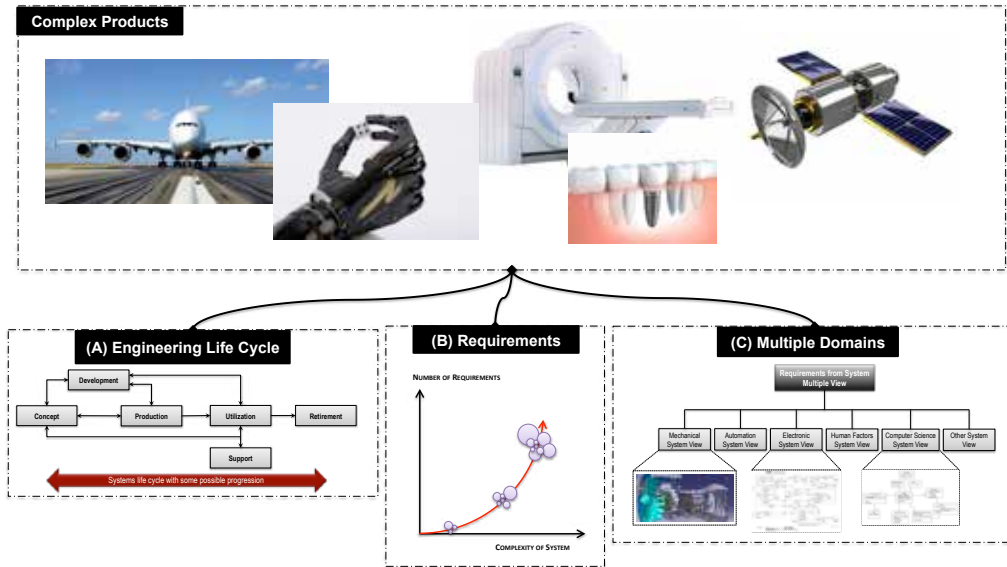 Complex Products
(A) Engineering Life Cycle
Development
Concept
Production
Utilization
Retirement
Support
Systems life cycle with some possible progression
(B) Requirements
NUMBER OF REQUIREMENTS
COMPLEXITY OF SYSTEM
(C) Multiple Domains
Requirements from System
Multiple View
Mechanical
System View
Automation
System View
Electronic
System View
Human Factors
System View
Computer Science
System View
Other System
View